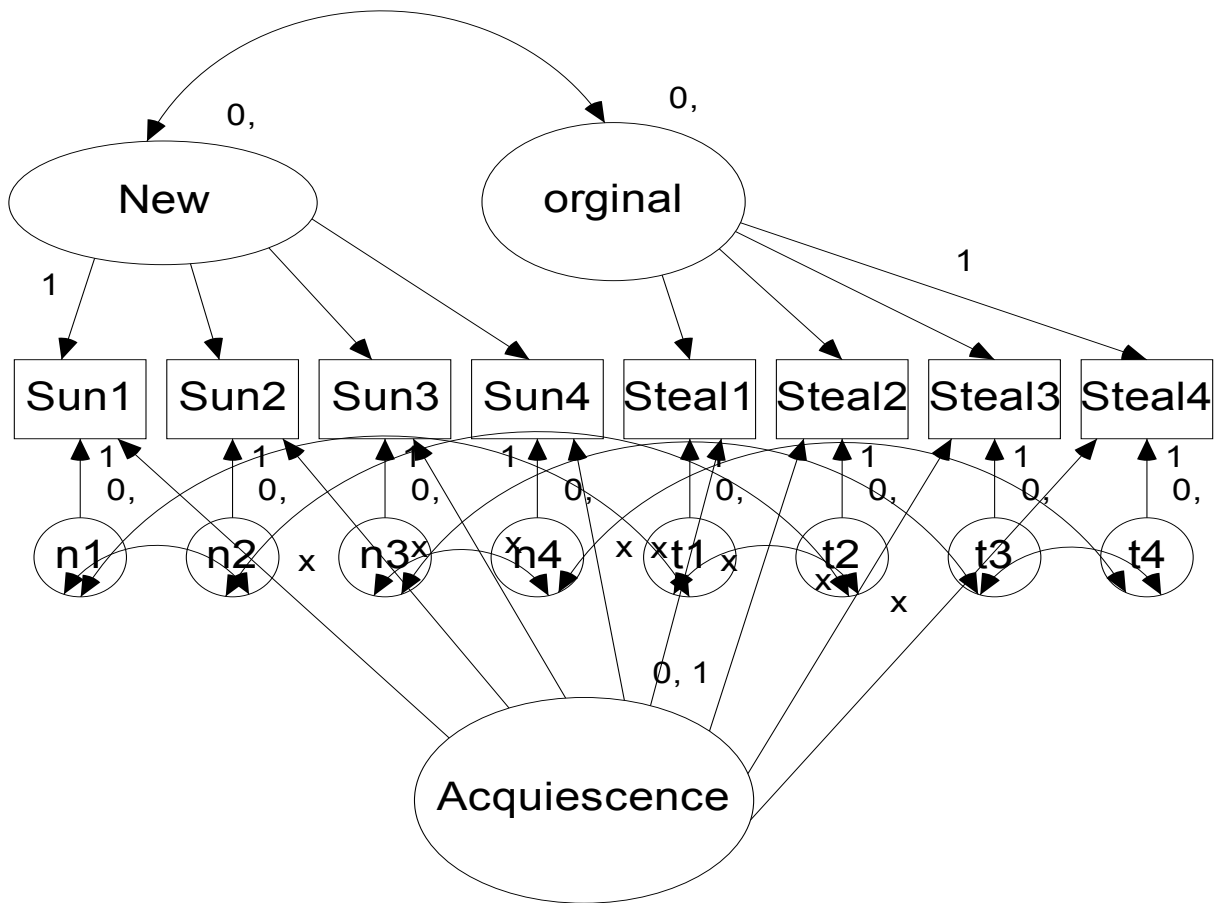 0, 0,
New orginal
1 1
Sun1 Sun2 Sun3 Sun4 Steal1 Steal2 Steal3 Steal4
1 1 1 1 1 1 1 1
0, 0, 0, 0, 0, 0, 0, 0,
n1 n2 n3 n4 t1 t2 t3 t4
x x x x x x x x
0, 1
Acquiescence